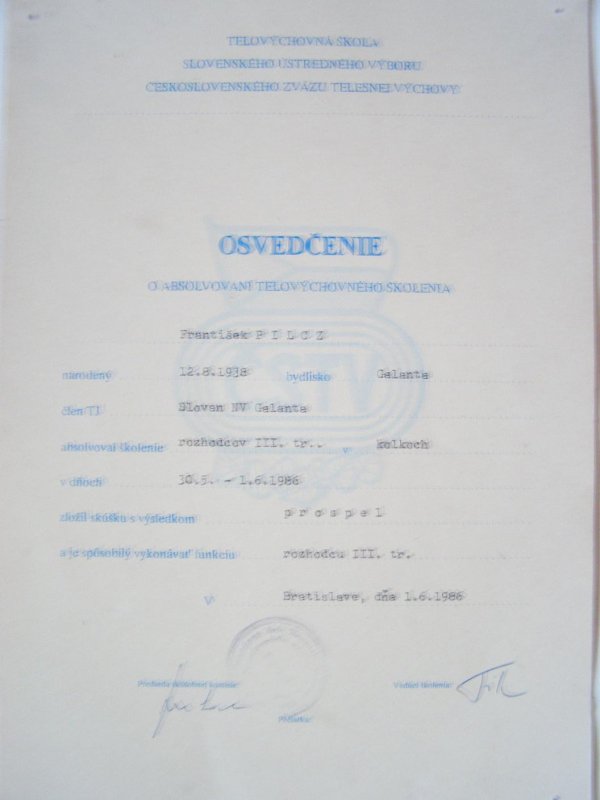 TELOVÝCHOVNÁ ŠKOLA
SLOVENSKÉHO ÚSTREDNÉHO VÝBORU
ČESKOSLOVENSKÉHO ZVÄZU TELESNEJ VÝCHOVY
OSVEDČENIE
O ABSOLVOVANÍ TELOVÝCHOVNÉHO ŠKOLENIA
František P I L C Z
narodený 12.8.1938 bydlisko Galanta
člen TJ Slovan NV Galanta
absolvoval školenie rozhodcov III. tr.. v kolkoch
v dňoch 30.5. - 1.6.1986
zložil skúšku s výsledkom p r o s p e l
a je spôsobilý vykonávať funkciu rozhodcu III. tr.
V Bratislave, dňa 1.6.1986
Predseda skúšobnej komisie Vedúci školenia:
Pečiatka:
ČSTV